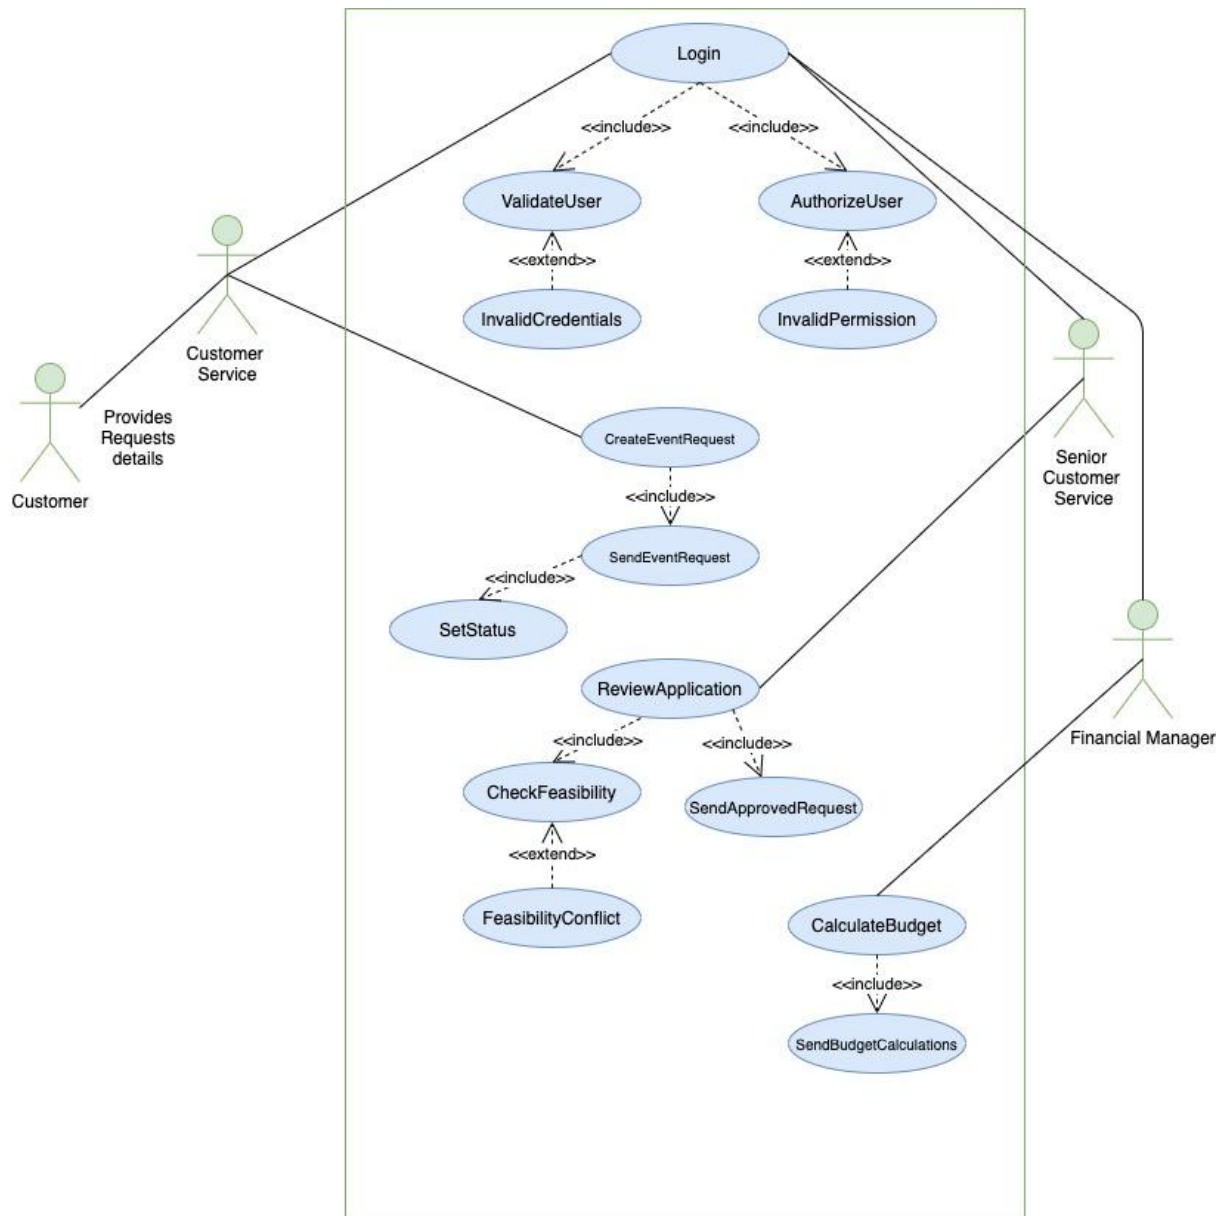 Login
<<include>>
<<include>>
ValidateUser
AuthorizeUser
<<extend>>
<<extend>>
InvalidCredentials
InvalidPermission
Customer
Service
Provides
Requests
details
Customer
CreateEventRequest
Senior
Customer
Service
<<include>>
SendEventRequest
<<include>>
SetStatus
ReviewApplication
Financial Manager
<<include>>
<<include>>
CheckFeasibility
SendApprovedRequest
<<extend>>
FeasibilityConflict
CalculateBudget
<<include>>
SendBudgetCalculations